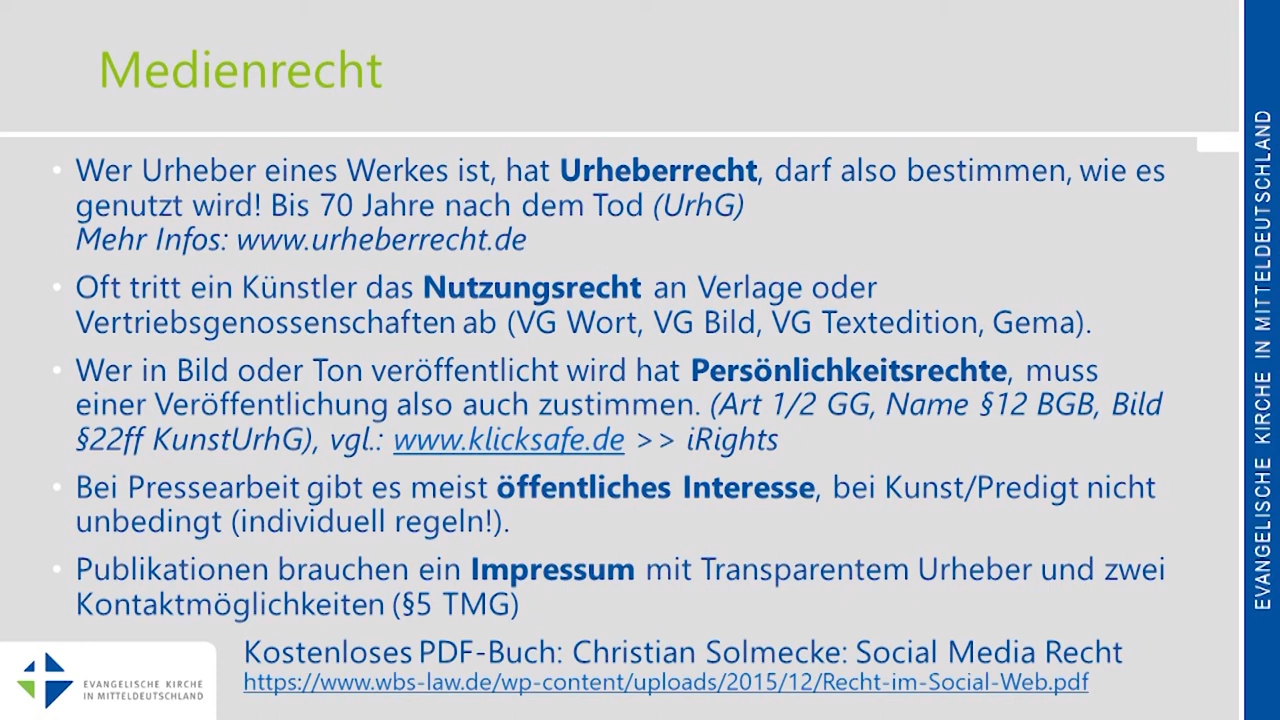 Medienrecht
• Wer Urheber eines Werkes ist, hat Urheberrecht, darf also bestimmen, wie es
genutzt wird! Bis 70 Jahre nach dem Tod (UrhG)
Mehr Infos: www.urheberrecht.de
• Oft tritt ein Künstler das Nutzungsrecht an Verlage oder
Vertriebsgenossenschaften ab (VG Wort, VG Bild, VG Textedition, Gema).
• Wer in Bild oder Ton veröffentlicht wird hat Persönlichkeitsrechte, muss
einer Veröffentlichung also auch zustimmen. (Art 1/2 GG, Name §12 BGB, Bild
§22ff KunstUrhG), vgl.: www.klicksafe.de >> iRights
• Bei Pressearbeit gibt es meist öffentliches Interesse, bei Kunst/Predigt nicht
unbedingt (individuell regeln!).
• Publikationen brauchen ein Impressum mit Transparentem Urheber und zwei
Kontaktmöglichkeiten (§5 TMG)
Kostenloses PDF-Buch: Christian Solmecke: Social Media Recht
https://www.wbs-law.de/wp-content/uploads/2015/12/Recht-im-Social-Web.pdf
EVANGELISCHE KIRCHE
IN MITTELDEUTSCHLAND
EVANGELISCHE KIRCHE IN MITTELDEUTSCHLAND